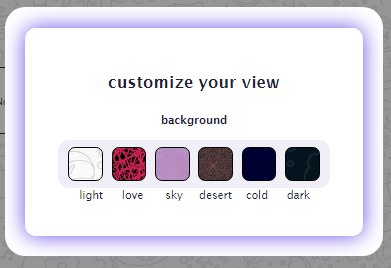 customize your view
background
light love sky desert cold dark